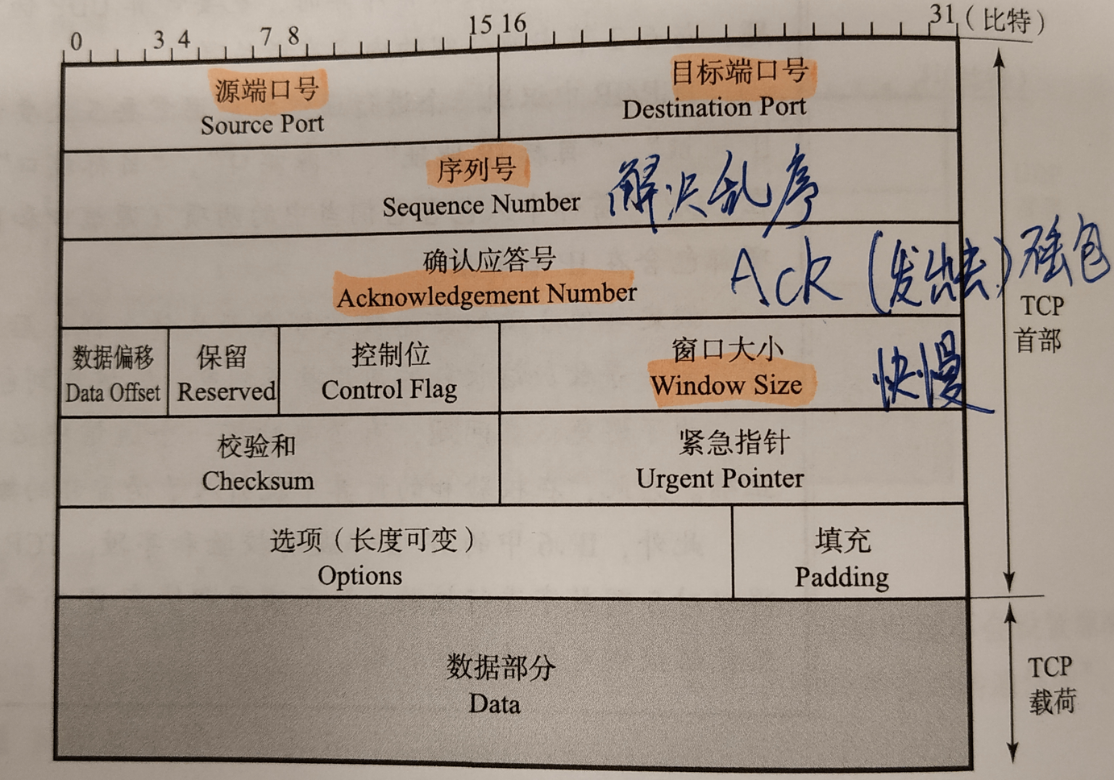 0 3 4 7 8 15 16 31 (比特)
源端口号
Source Port
目标端口号
Destination Port
序列号
Sequence Number
解决乱序
确认应答号
Acknowledgement Number
Ack (发出去)
TCP
首部
数据偏移
Data Offset
保留
Reserved
控制位
Control Flag
窗口大小
Window Size
快慢
校验和
Checksum
紧急指针
Urgent Pointer
选项(长度可变)
Options
填充
Padding
数据部分
Data
TCP
载荷